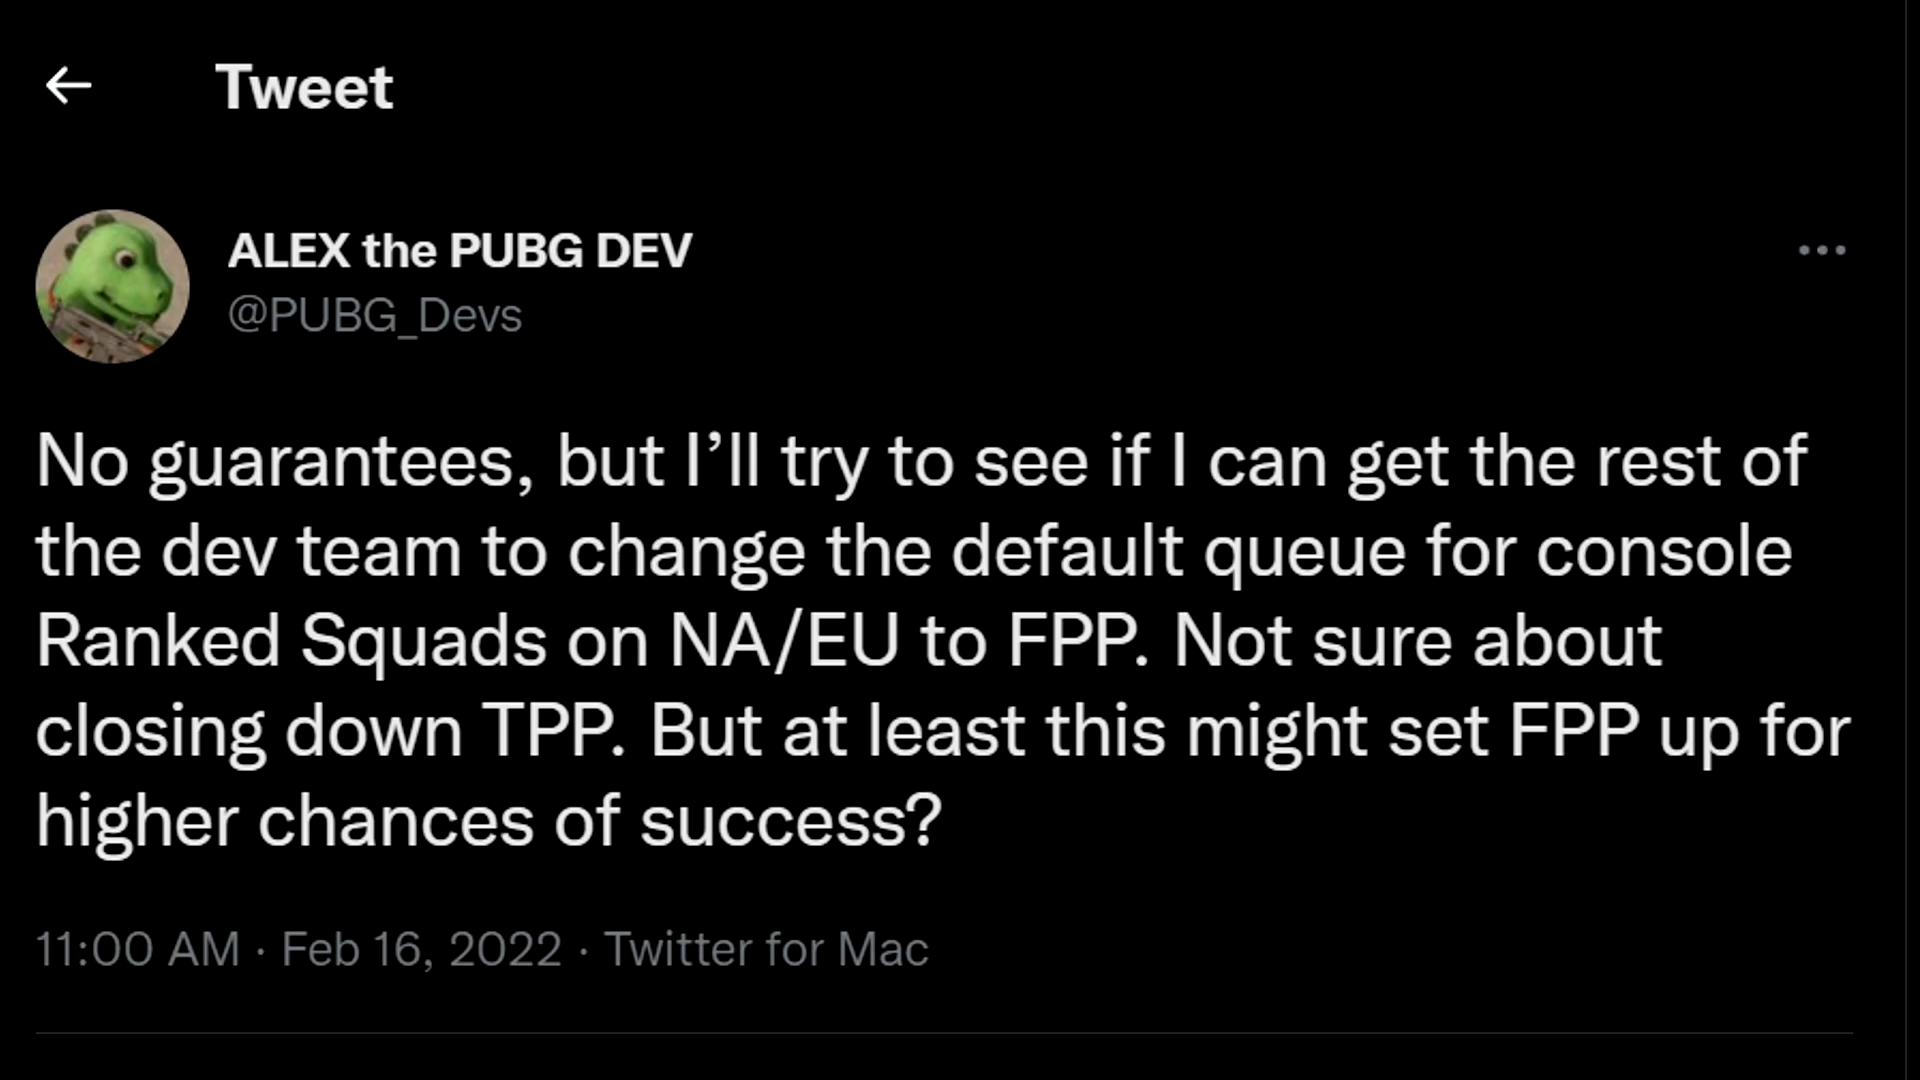 Tweet
ALEX the PUBG DEV
@PUBG_Devs
No guarantees, but I’ll try to see if I can get the rest of
the dev team to change the default queue for console
Ranked Squads on NA/EU to FPP. Not sure about
closing down TPP. But at least this might set FPP up for
higher chances of success?
11:00 AM · Feb 16, 2022 · Twitter for Mac